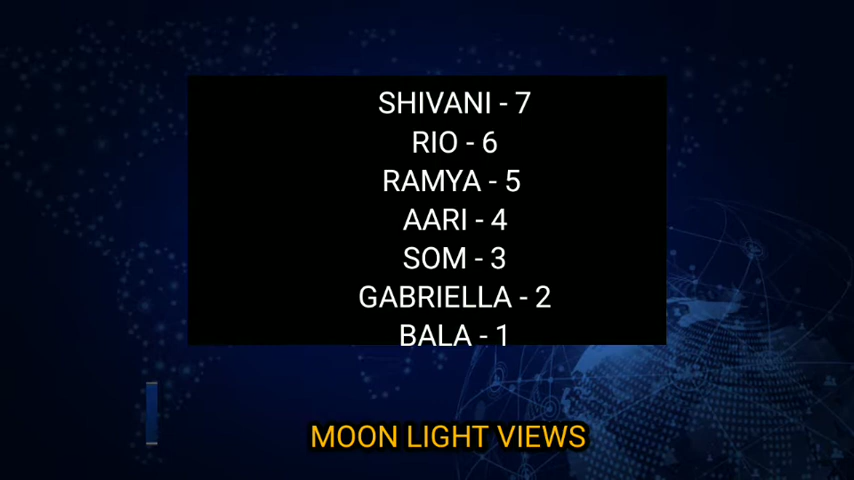 SHIVANI - 7
RIO - 6
RAMYA - 5
AARI - 4
SOM - 3
GABRIELLA - 2
BALA - 1
MOON LIGHT VIEWS